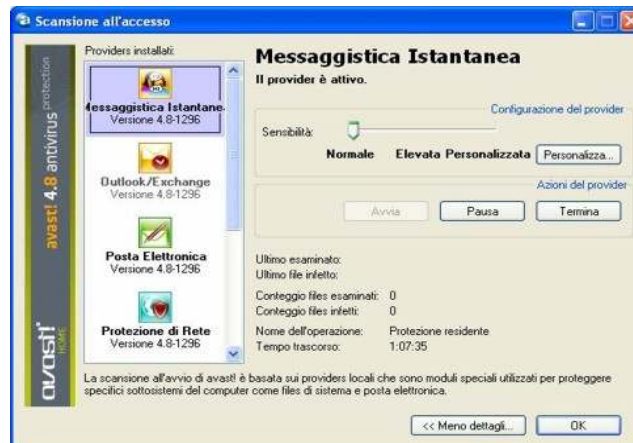 Scansione all'accesso
avast! 4.8 antivirus protection
avast! HOME
Providers installati:
Messaggistica Istantane
Versione 4.8-1296
Outlook/Exchange
Versione 4.8-1296
Posta Elettronica
Versione 4.8-1296
Protezione di Rete
Versione 4.8-1296
Messaggistica Istantanea
Il provider è attivo.
Configurazione del provider
Sensibilità:
Normale Elevata Personalizzata Personalizza...
Azioni del provider
Avvia Pausa Termina
Ultimo esaminato:
Ultimo file infetto:
Conteggio files esaminati: 0
Conteggio files infetti: 0
Nome dell'operazione: Protezione residente
Tempo trascorso: 1:07:35
La scansione all'avvio di avast! è basata sui providers locali che sono moduli speciali utilizzati per proteggere
specifici sottosistemi del computer come files di sistema e posta elettronica.
<< Meno dettagli... OK